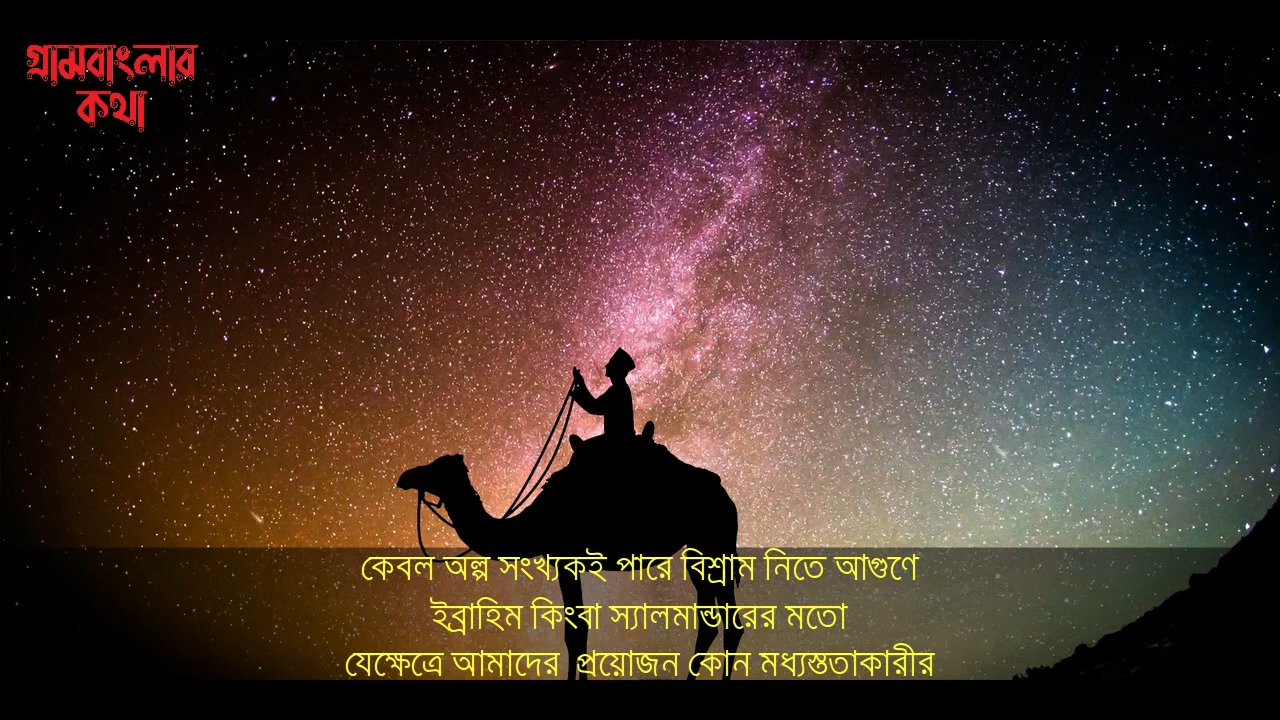 গ্রামবাংলার
কথা
কেবল অল্প সংখ্যকই পারে বিশ্রাম নিতে আগুণে
ইব্রাহিম কিংবা স্যালমান্ডারের মতো
যেক্ষেত্রে আমাদের প্রয়োজন কোন মধ্যস্ততাকারীর